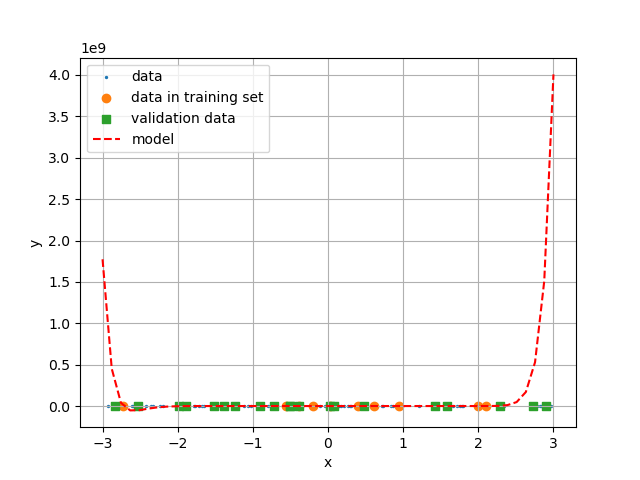 1e9
4.0
3.5
3.0
2.5
2.0
1.5
1.0
0.5
0.0
y
data
data in training set
validation data
model
−3 −2 −1 0 1 2 3
x